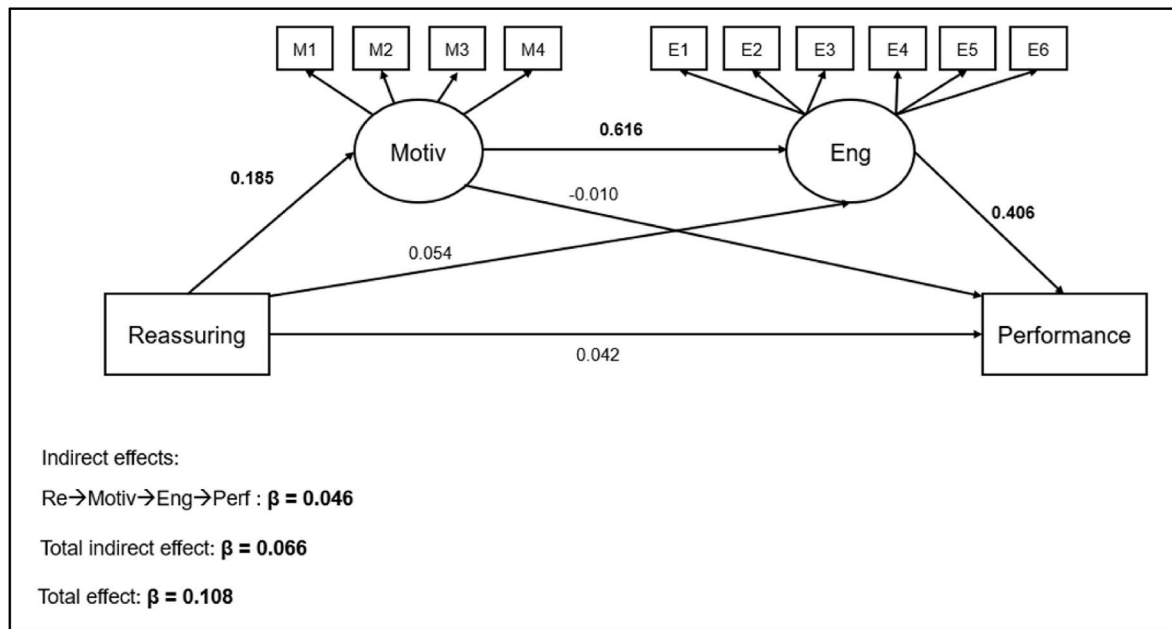 M1 M2 M3 M4 E1 E2 E3 E4 E5 E6
0.616
Motiv Eng
0.185
-0.010
0.406
0.054
Reassuring Performance
0.042
Indirect effects:
Re→Motiv→Eng→Perf : β = 0.046
Total indirect effect: β = 0.066
Total effect: β = 0.108